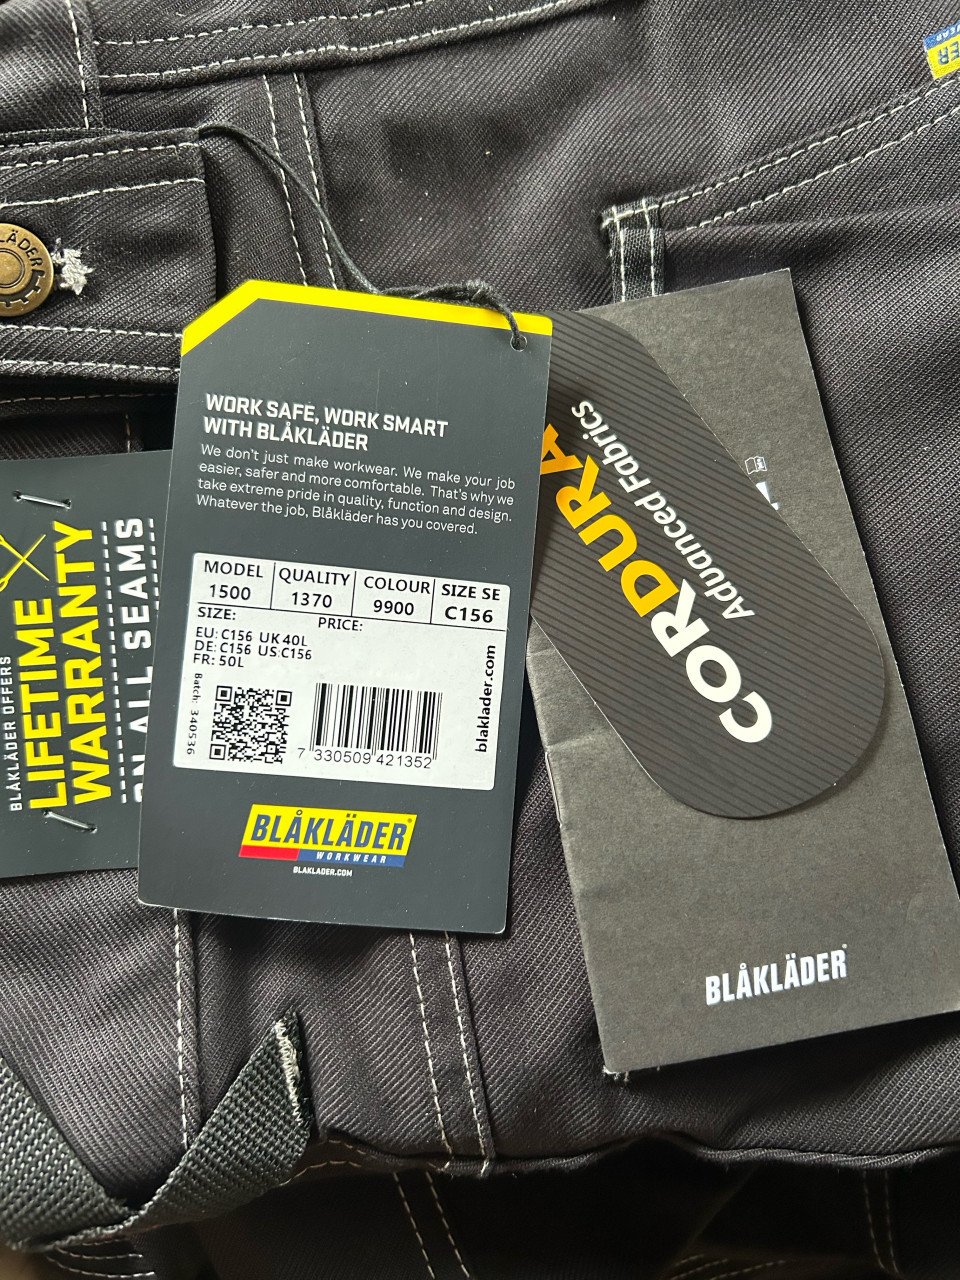 LÄDER
WORK SAFE, WORK SMART
WITH BLÅKLÄDER
We don't just make workwear. We make your job
easier, safer and more comfortable. That's why we
take extreme pride in quality, function and design.
Whatever the job, Blåkläder has you covered.
MODEL QUALITY COLOUR SIZE SE
1500 1370 9900 C156
SIZE: PRICE:
EU: C156 UK 40L
DE: C156 US C156
FR: 50L
Batch: 340536
7 330509 421352
blaklader.com
BLÅKLÄDER®
WORKWEAR
BLAKLADER.COM
BLÅKLÄDER OFFERS
LIFETIME
WARRANTY
ON ALL SEAMS
CORDURA
Advanced Fabrics
BLÅKLÄDER®
DER
WEAR